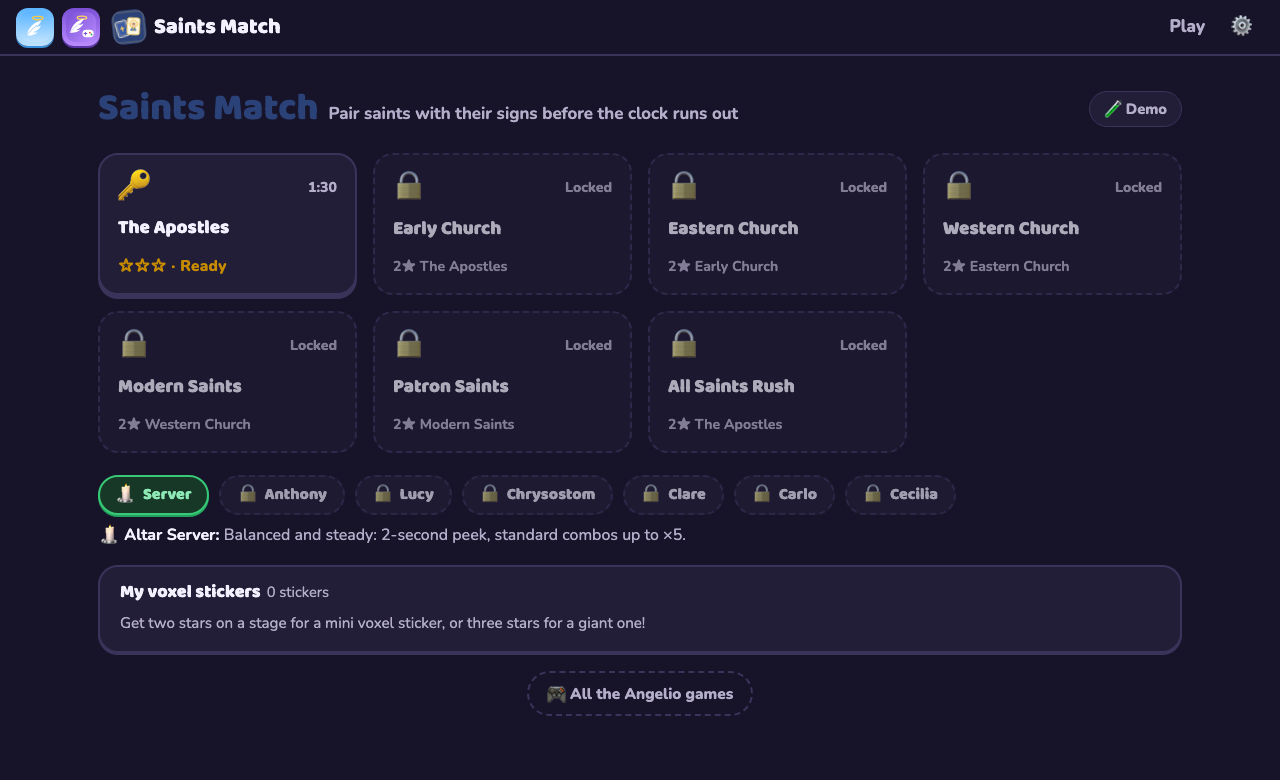 Saints Match
Play
Saints Match
Pair saints with their signs before the clock runs out
Demo
1:30
The Apostles
☆☆☆ · Ready
Locked
Early Church
2★ The Apostles
Locked
Eastern Church
2★ Early Church
Locked
Western Church
2★ Eastern Church
Locked
Modern Saints
2★ Western Church
Locked
Patron Saints
2★ Modern Saints
Locked
All Saints Rush
2★ The Apostles
Server
Anthony
Lucy
Chrysostom
Clare
Carlo
Cecilia
Altar Server: Balanced and steady: 2-second peek, standard combos up to ×5.
My voxel stickers 0 stickers
Get two stars on a stage for a mini voxel sticker, or three stars for a giant one!
All the Angelio games